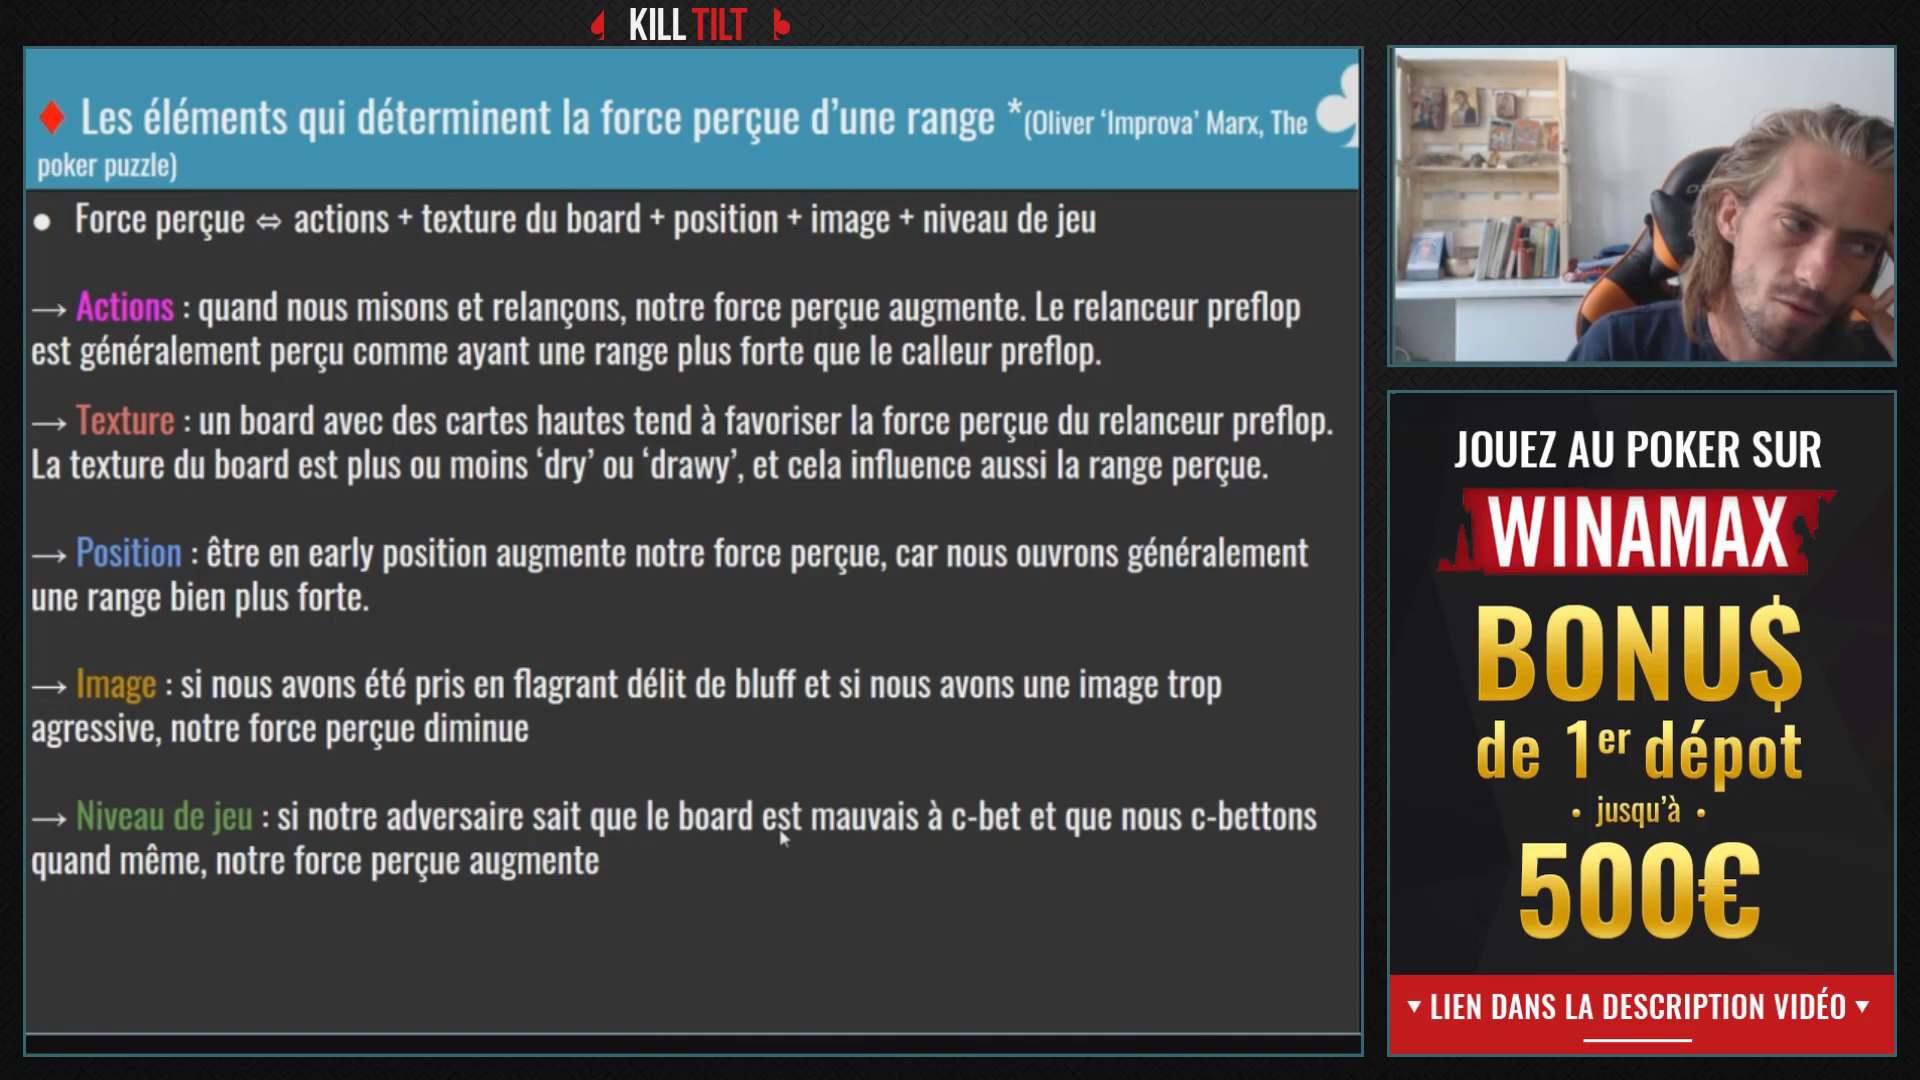 KILL TILT
Les éléments qui déterminent la force perçue d'une range *(Oliver 'Improva' Marx, The
poker puzzle)
● Force perçue ⇔ actions + texture du board + position + image + niveau de jeu
→ Actions : quand nous misons et relançons, notre force perçue augmente. Le relanceur preflop
est généralement perçu comme ayant une range plus forte que le calleur preflop.
→ Texture : un board avec des cartes hautes tend à favoriser la force perçue du relanceur preflop.
La texture du board est plus ou moins 'dry' ou 'drawy', et cela influence aussi la range perçue.
→ Position : être en early position augmente notre force perçue, car nous ouvrons généralement
une range bien plus forte.
→ Image : si nous avons été pris en flagrant délit de bluff et si nous avons une image trop
agressive, notre force perçue diminue
→ Niveau de jeu : si notre adversaire sait que le board est mauvais à c-bet et que nous c-bettons
quand même, notre force perçue augmente
JOUEZ AU POKER SUR
WINAMAX
BONU$
de 1er dépot
• jusqu'à •
500€
▼ LIEN DANS LA DESCRIPTION VIDÉO ▼